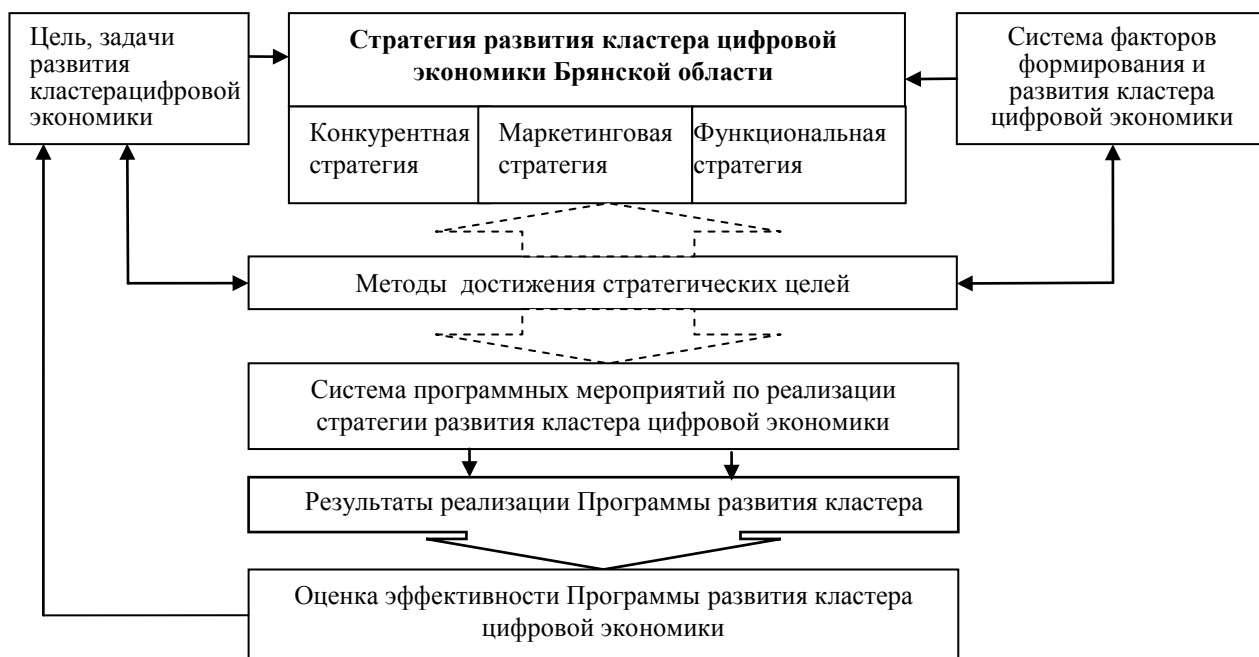 Цель, задачи
развития
кластерацифровой
экономики
Стратегия развития кластера цифровой
экономики Брянской области
Конкурентная
стратегия
Маркетинговая
стратегия
Функциональная
стратегия
Система факторов
формирования и
развития кластера
цифровой экономики
Методы достижения стратегических целей
Система программных мероприятий по реализации
стратегии развития кластера цифровой экономики
Результаты реализации Программы развития кластера
Оценка эффективности Программы развития кластера
цифровой экономики